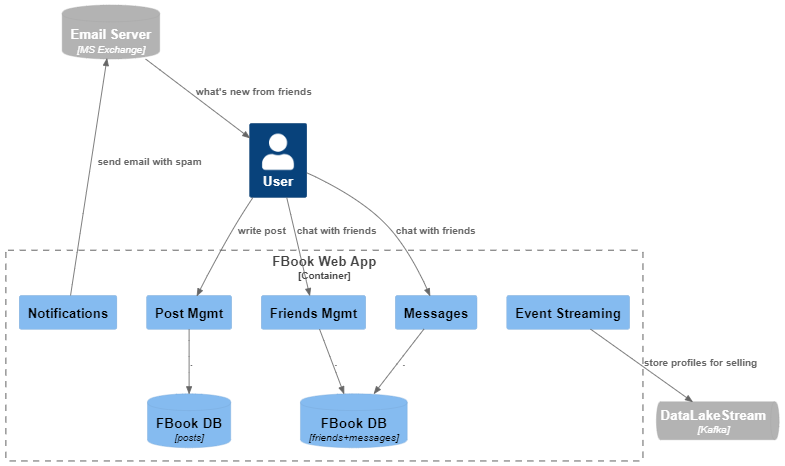 Email Server
[MS Exchange]
what's new from friends
send email with spam
User
write post
chat with friends
chat with friends
FBook Web App
[Container]
Notifications
Post Mgmt
Friends Mgmt
Messages
Event Streaming
.
.
.
store profiles for selling
FBook DB
[posts]
FBook DB
[friends+messages]
DataLakeStream
[Kafka]